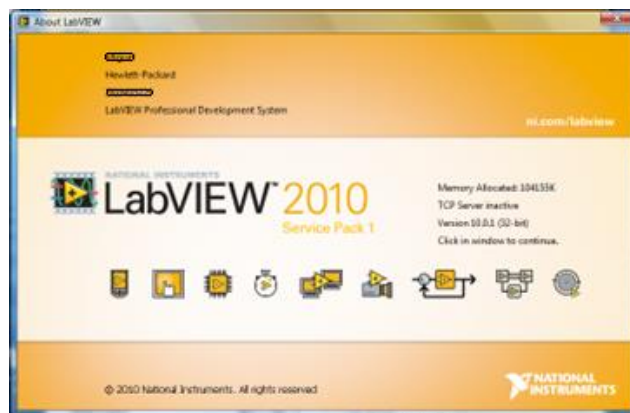 About LabVIEW
Hewlett-Packard
LabVIEW Professional Development System
ni.com/labview
NATIONAL INSTRUMENTS
LabVIEW™ 2010
Service Pack 1
Memory Allocated: 104155K
TCP Server inactive
Version 10.0.1 (32-bit)
Click in window to continue.
© 2010 National Instruments. All rights reserved
NATIONAL
INSTRUMENTS